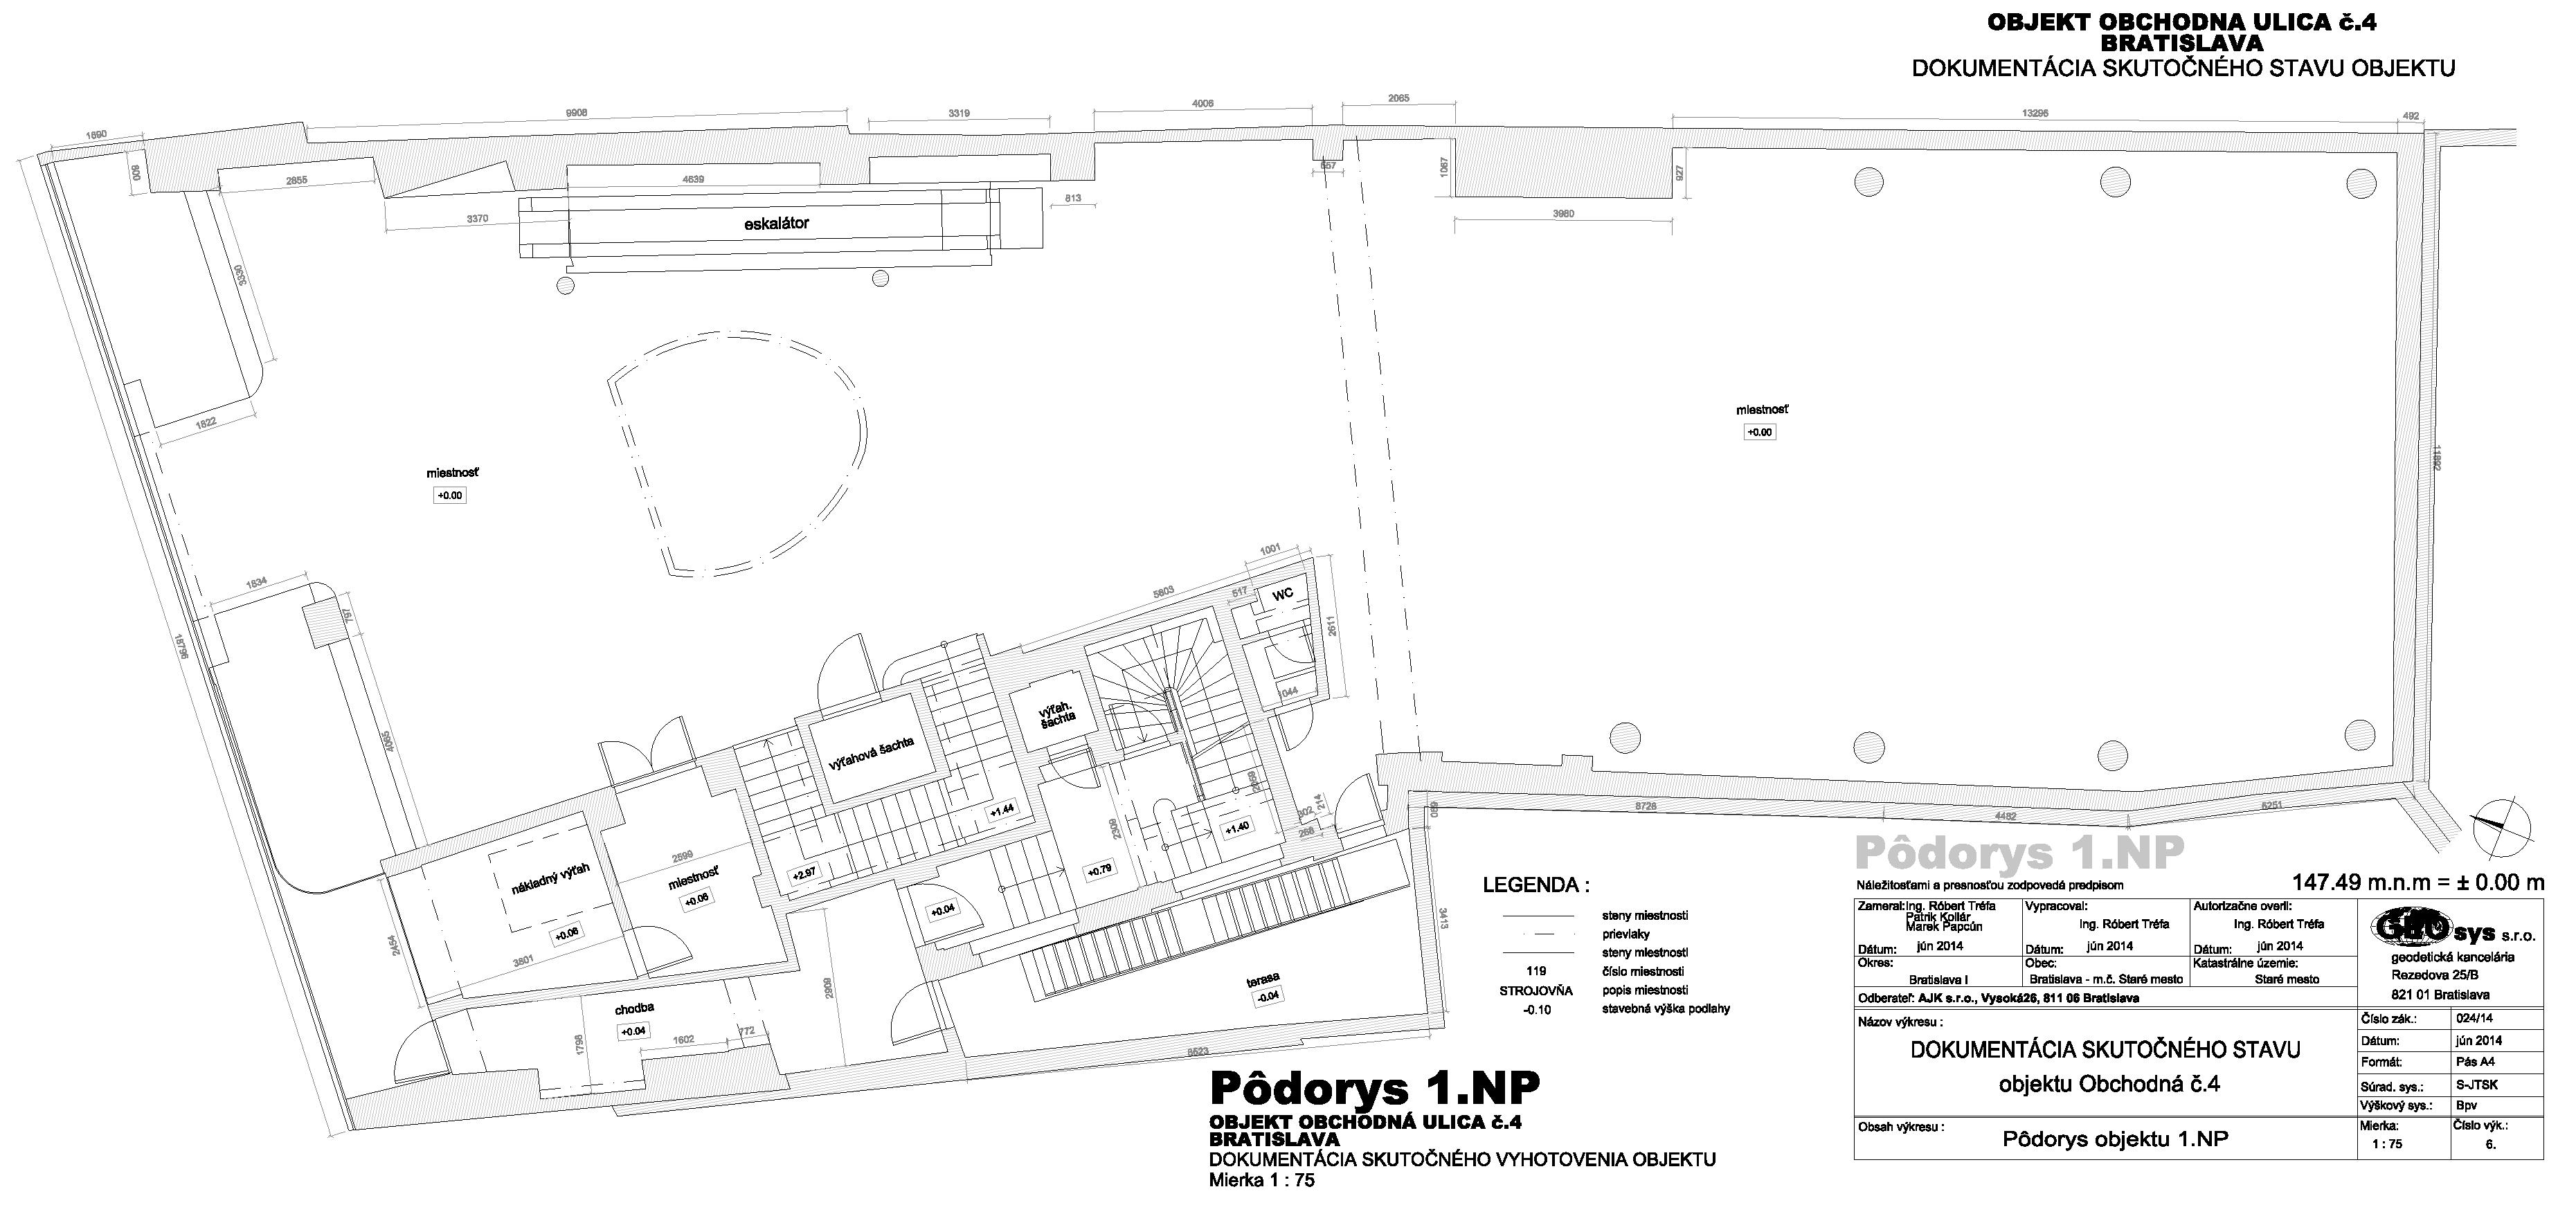 OBJEKT OBCHODNA ULICA č.4
BRATISLAVA
DOKUMENTÁCIA SKUTOČNÉHO STAVU OBJEKTU
1690
9908
3319
4006
2065
13296
492
800
2855
4639
3370
813
557
1067
927
3980
eskalátor
3330
1822
miestnosť
+0.00
miestnosť
+0.00
11892
1834
797
18796
4095
1001
5603
517
WC
2611
1044
výťah.
šachta
výťahová šachta
+1.44
2309
+1.40
302
214
268
680
8728
4482
5251
2599
miestnosť
+0.06
+2.97
+0.79
nákladný výťah
+0.06
+0.04
2454
3801
3413
2909
terasa
-0.04
chodba
+0.04
1796
1602
772
8523
LEGENDA :
steny miestnosti
prievlaky
steny miestnosti
119 číslo miestnosti
STROJOVŇA popis miestnosti
-0.10 stavebná výška podlahy
Pôdorys 1.NP
OBJEKT OBCHODNÁ ULICA č.4
BRATISLAVA
DOKUMENTÁCIA SKUTOČNÉHO VYHOTOVENIA OBJEKTU
Mierka 1 : 75
Pôdorys 1.NP
Náležitosťami a presnosťou zodpovedá predpisom
147.49 m.n.m = ± 0.00 m
Zameral: Ing. Róbert Tréfa
Patrik Kollár
Marek Papcún
Dátum: jún 2014
Vypracoval:
Ing. Róbert Tréfa
Dátum: jún 2014
Autorizačne overil:
Ing. Róbert Tréfa
Dátum: jún 2014
Okres:
Bratislava I
Obec:
Bratislava - m.č. Staré mesto
Katastrálne územie:
Staré mesto
Odberateľ: AJK s.r.o., Vysoká26, 811 06 Bratislava
GEOsys s.r.o.
geodetická kancelária
Rezedova 25/B
821 01 Bratislava
Názov výkresu :
DOKUMENTÁCIA SKUTOČNÉHO STAVU
objektu Obchodná č.4
Obsah výkresu :
Pôdorys objektu 1.NP
Číslo zák.: 024/14
Dátum: jún 2014
Formát: Pás A4
Súrad. sys.: S-JTSK
Výškový sys.: Bpv
Mierka:
1 : 75
Číslo výk.:
6.